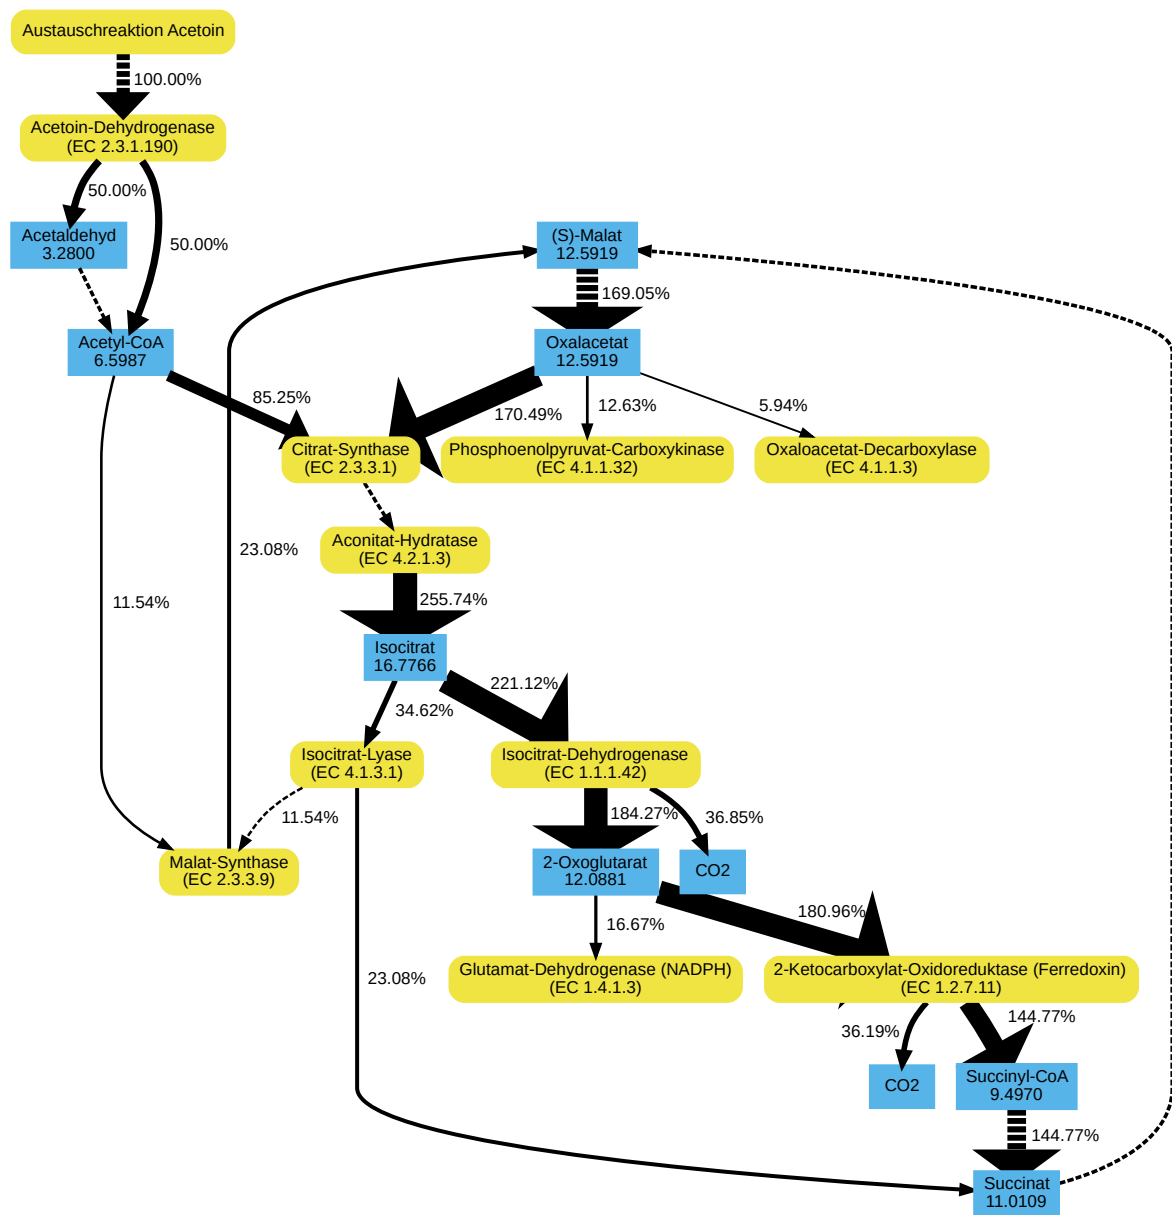 Austauschreaktion Acetoin
100.00%
Acetoin-Dehydrogenase
(EC 2.3.1.190)
50.00%
50.00%
Acetaldehyd
3.2800
(S)-Malat
12.5919
169.05%
Acetyl-CoA
6.5987
Oxalacetat
12.5919
85.25%
170.49%
12.63%
5.94%
Citrat-Synthase
(EC 2.3.3.1)
Phosphoenolpyruvat-Carboxykinase
(EC 4.1.1.32)
Oxaloacetat-Decarboxylase
(EC 4.1.1.3)
Aconitat-Hydratase
(EC 4.2.1.3)
23.08%
11.54%
255.74%
Isocitrat
16.7766
34.62%
221.12%
Isocitrat-Lyase
(EC 4.1.3.1)
Isocitrat-Dehydrogenase
(EC 1.1.1.42)
11.54%
184.27%
36.85%
Malat-Synthase
(EC 2.3.3.9)
2-Oxoglutarat
12.0881
CO2
16.67%
180.96%
23.08%
Glutamat-Dehydrogenase (NADPH)
(EC 1.4.1.3)
2-Ketocarboxylat-Oxidoreduktase (Ferredoxin)
(EC 1.2.7.11)
36.19%
144.77%
CO2
Succinyl-CoA
9.4970
144.77%
Succinat
11.0109